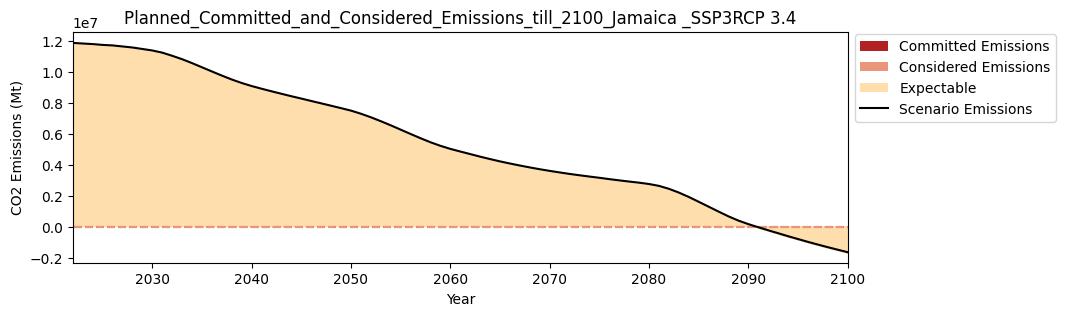 Planned_Committed_and_Considered_Emissions_till_2100_Jamaica _SSP3RCP 3.4
1e7
1.2
1.0
0.8
0.6
0.4
0.2
0.0
−0.2
CO2 Emissions (Mt)
2030 2040 2050 2060 2070 2080 2090 2100
Year
Committed Emissions
Considered Emissions
Expectable
Scenario Emissions